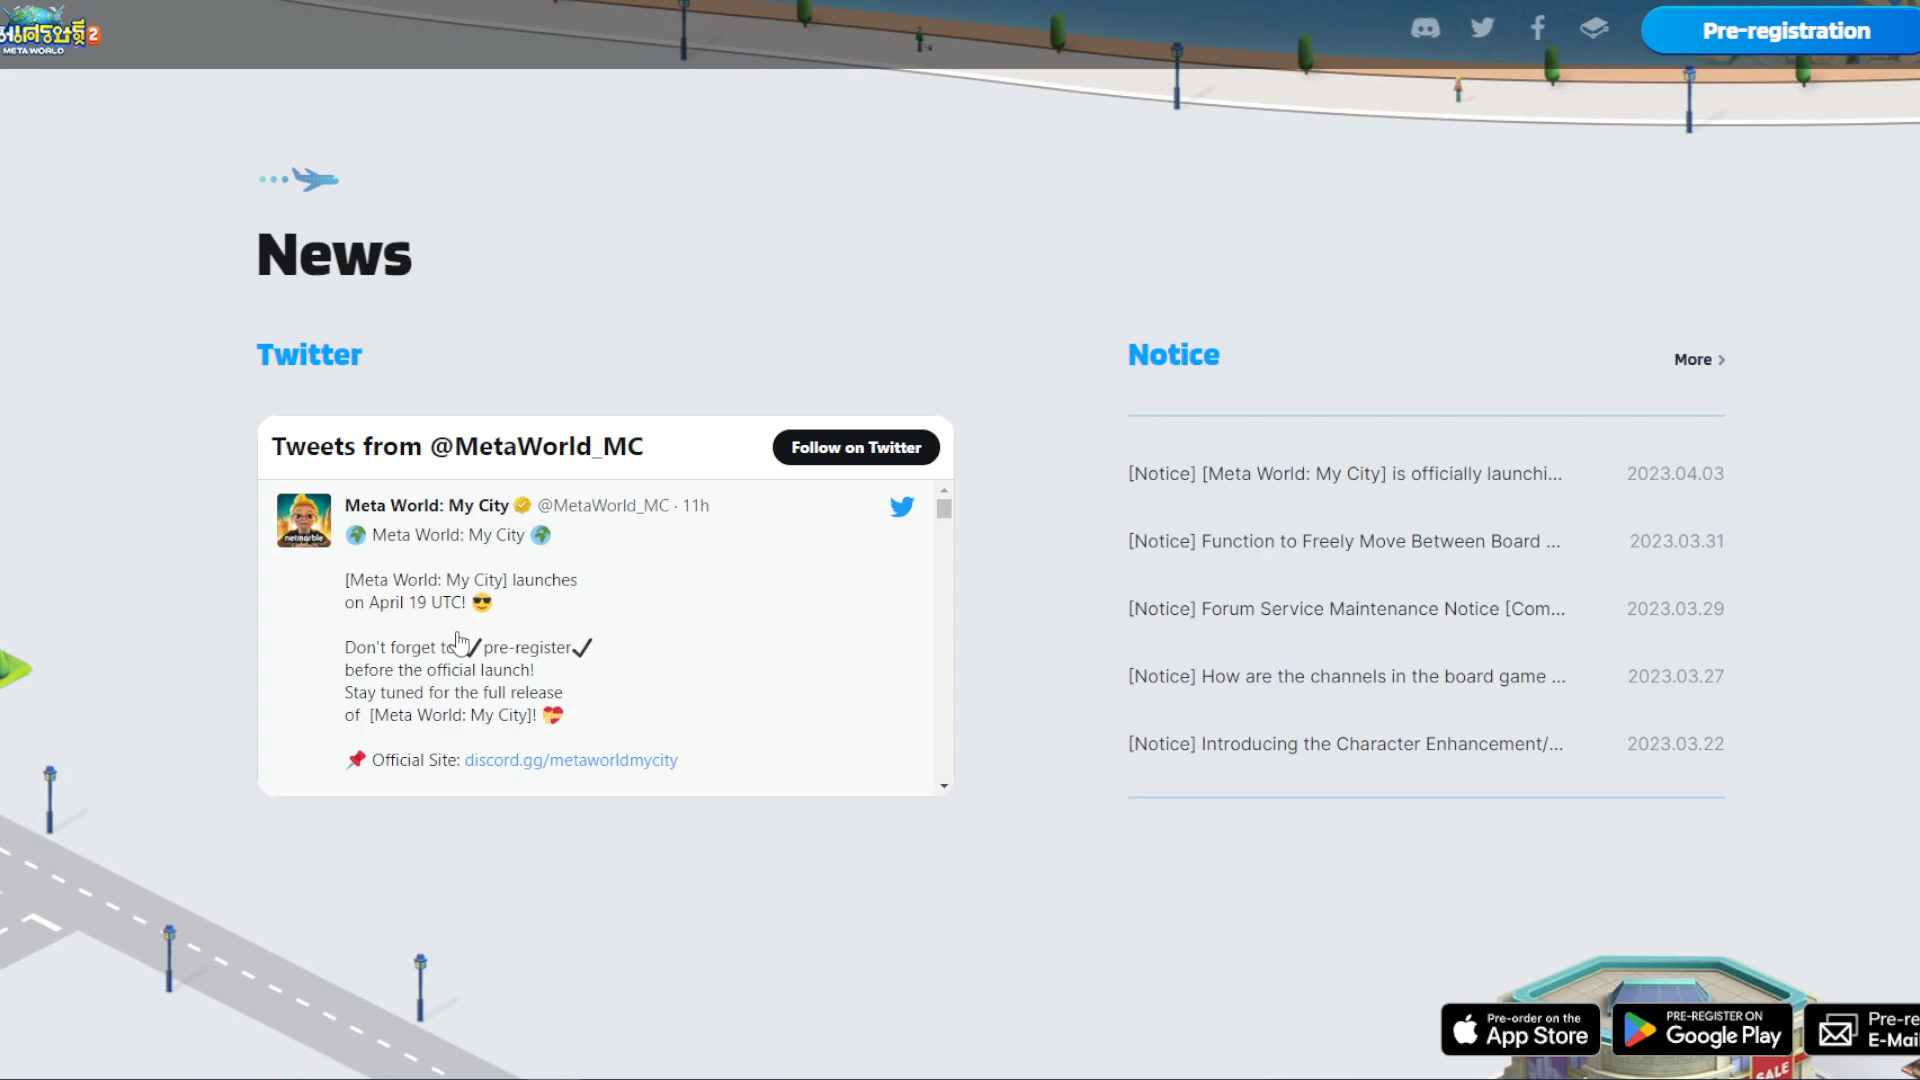 META WORLD
Pre-registration
News
Twitter
Notice
More
Tweets from @MetaWorld_MC
Follow on Twitter
Meta World: My City @MetaWorld_MC · 11h
netmarble
Meta World: My City
[Meta World: My City] launches
on April 19 UTC!
Don't forget to pre-register
before the official launch!
Stay tuned for the full release
of [Meta World: My City]!
Official Site: discord.gg/metaworldmycity
[Notice] [Meta World: My City] is officially launchi... 2023.04.03
[Notice] Function to Freely Move Between Board ... 2023.03.31
[Notice] Forum Service Maintenance Notice [Com... 2023.03.29
[Notice] How are the channels in the board game ... 2023.03.27
[Notice] Introducing the Character Enhancement/... 2023.03.22
Pre-order on the
App Store
PRE-REGISTER ON
Google Play
Pre-re
E-Mai
SALE